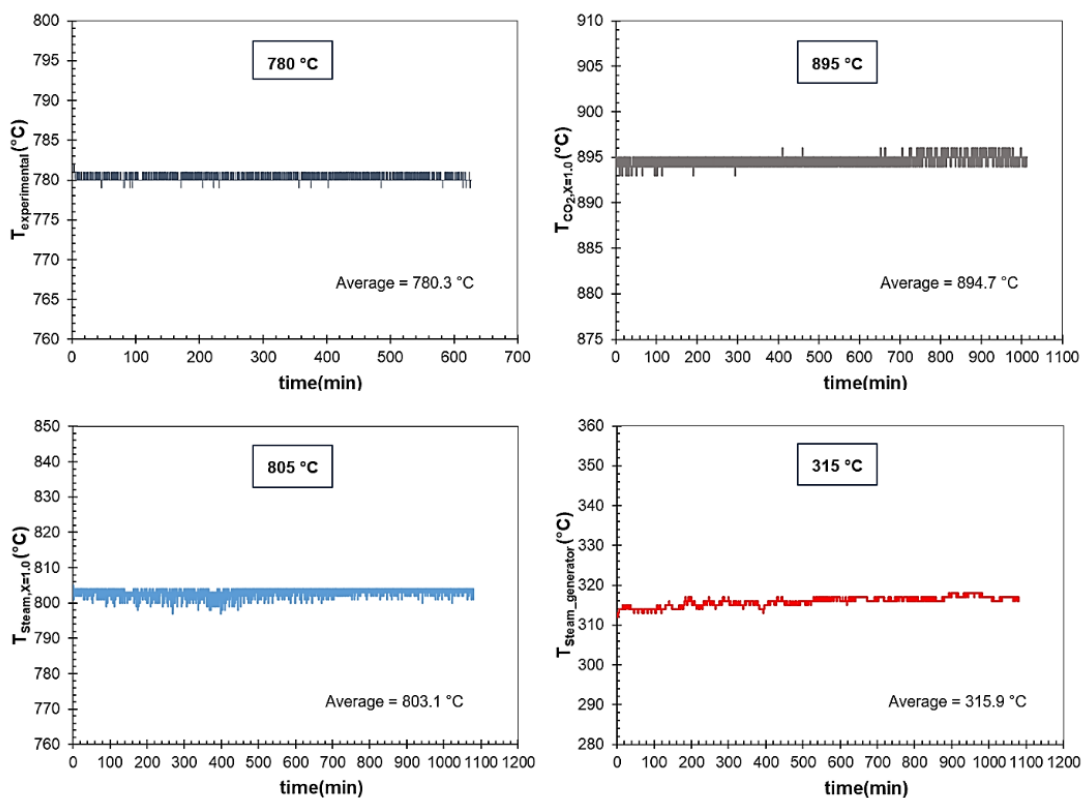 780 °C
T_experimental (°C)
800
795
790
785
780
775
770
765
760
Average = 780.3 °C
0 100 200 300 400 500 600 700
time(min)
895 °C
T_CO₂,X=1.0 (°C)
910
905
900
895
890
885
880
875
Average = 894.7 °C
0 100 200 300 400 500 600 700 800 900 1000 1100
time(min)
805 °C
T_Steam,X=1.0 (°C)
850
840
830
820
810
800
790
780
770
760
Average = 803.1 °C
0 100 200 300 400 500 600 700 800 900 1000 1100 1200
time(min)
315 °C
T_Steam_generator (°C)
360
350
340
330
320
310
300
290
280
Average = 315.9 °C
0 100 200 300 400 500 600 700 800 900 1000 1100 1200
time(min)